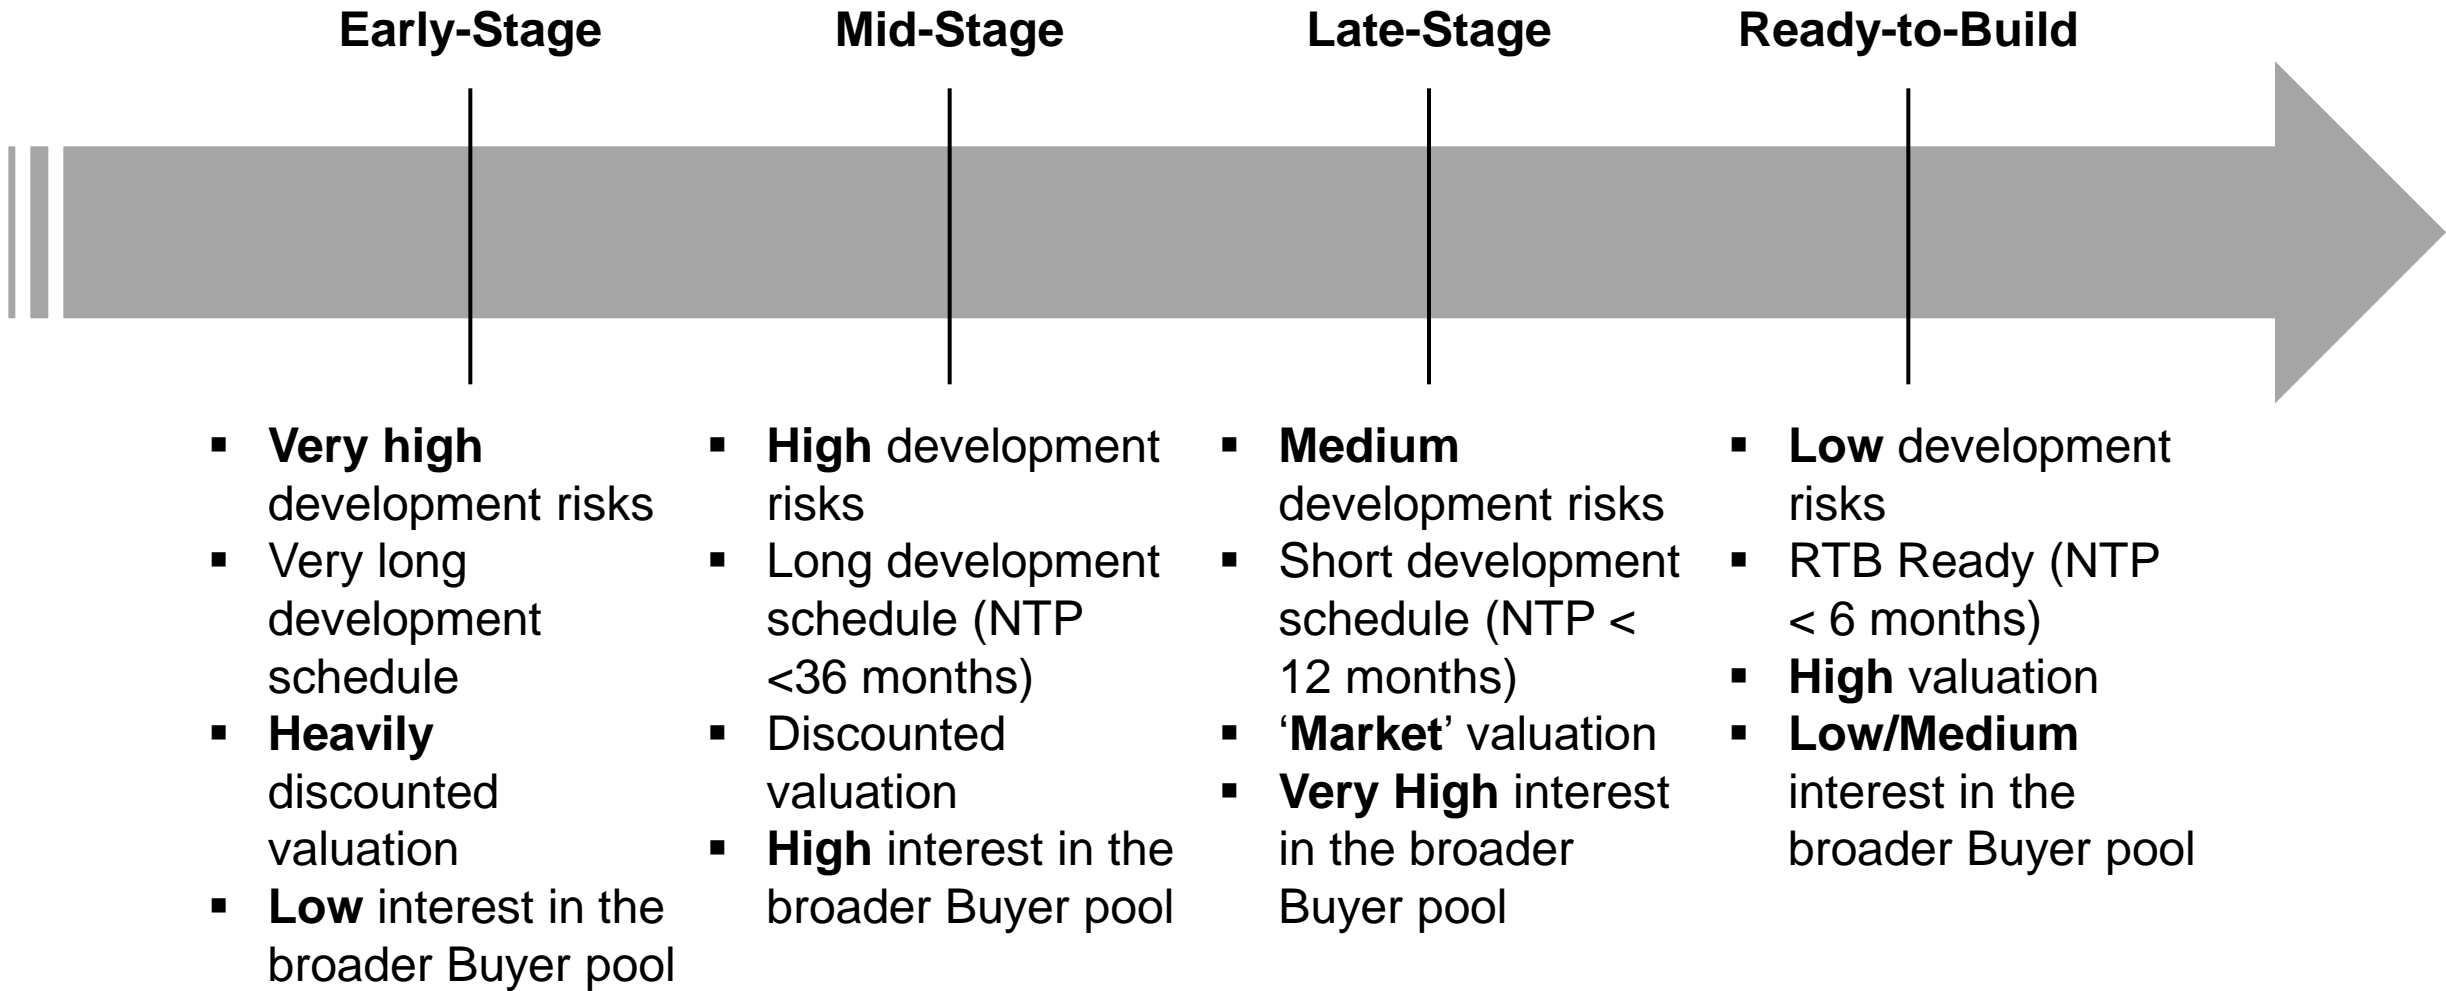 Early-Stage
Mid-Stage
Late-Stage
Ready-to-Build
▪ Very high
development risks
▪ Very long
development
schedule
▪ Heavily
discounted
valuation
▪ Low interest in the
broader Buyer pool
▪ High development
risks
▪ Long development
schedule (NTP
<36 months)
▪ Discounted
valuation
▪ High interest in the
broader Buyer pool
▪ Medium
development risks
▪ Short development
schedule (NTP <
12 months)
▪ ‘Market’ valuation
▪ Very High interest
in the broader
Buyer pool
▪ Low development
risks
▪ RTB Ready (NTP
< 6 months)
▪ High valuation
▪ Low/Medium
interest in the
broader Buyer pool